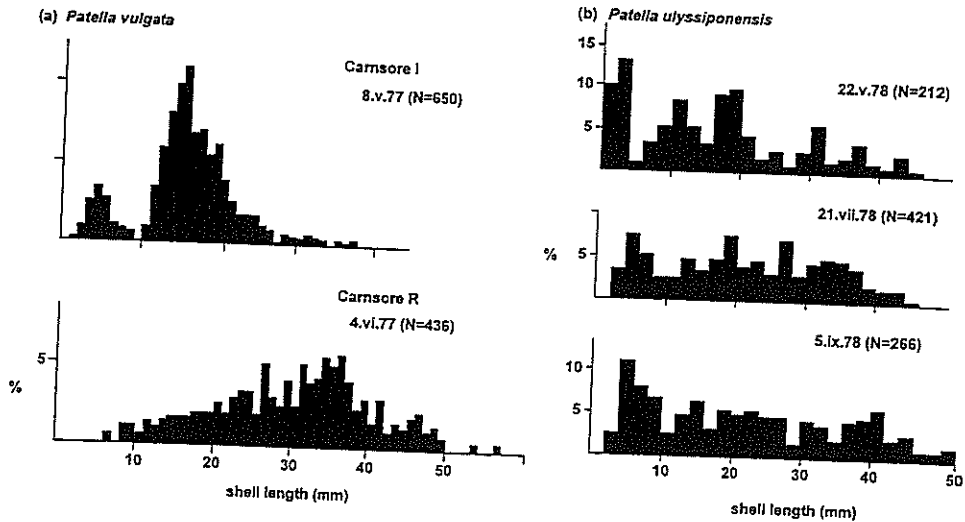 (a) Patella vulgata
Carnsore I
8.v.77 (N=650)
Carnsore R
4.vi.77 (N=436)
5
%
10 20 30 40 50
shell length (mm)
(b) Patella ulyssiponensis
15
10
5
22.v.78 (N=212)
21.vii.78 (N=421)
%
5
5.ix.78 (N=266)
10
5
10 20 30 40 50
shell length (mm)